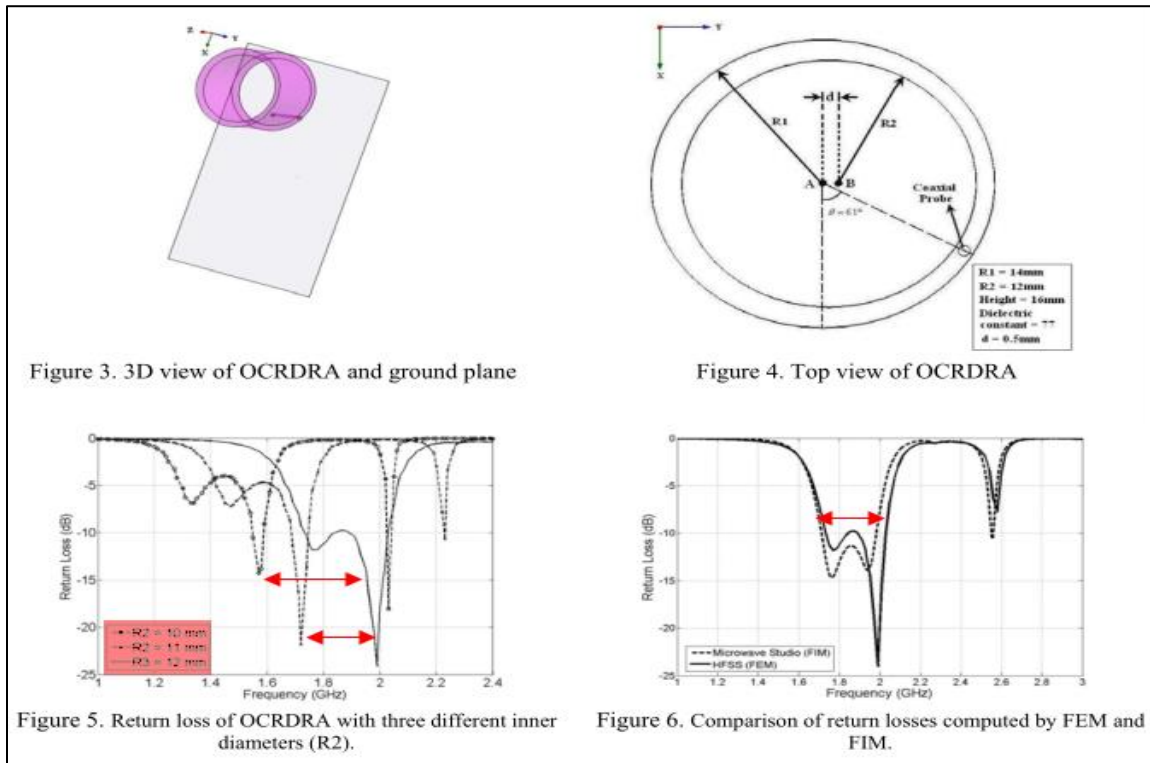 Z
Y
X
Figure 3. 3D view of OCRDRA and ground plane
Y
X
d
R1
R2
A
B
θ = 61°
Coaxial
Probe
R1 = 14mm
R2 = 12mm
Height = 16mm
Dielectric
constant = 77
d = 0.5mm
Figure 4. Top view of OCRDRA
0
-5
-10
-15
-20
-25
Return Loss (dB)
R2 = 10 mm
R2 = 11 mm
R2 = 12 mm
1 1.2 1.4 1.6 1.8 2 2.2 2.4
Frequency (GHz)
Figure 5. Return loss of OCRDRA with three different inner
diameters (R2).
0
-5
-10
-15
-20
-25
Return Loss (dB)
Microwave Studio (FIM)
HFSS (FEM)
1 1.2 1.4 1.6 1.8 2 2.2 2.4 2.6 2.8 3
Frequency (GHz)
Figure 6. Comparison of return losses computed by FEM and
FIM.